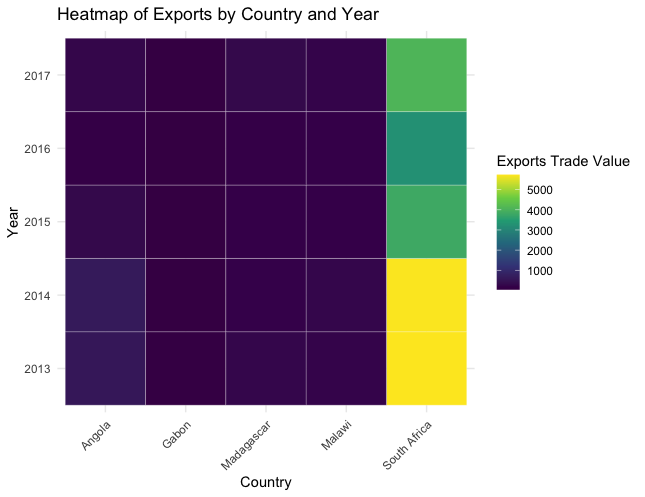 Heatmap of Exports by Country and Year
2017
2016
2015
2014
2013
Year
Angola
Gabon
Madagascar
Malawi
South Africa
Country
Exports Trade Value
5000
4000
3000
2000
1000